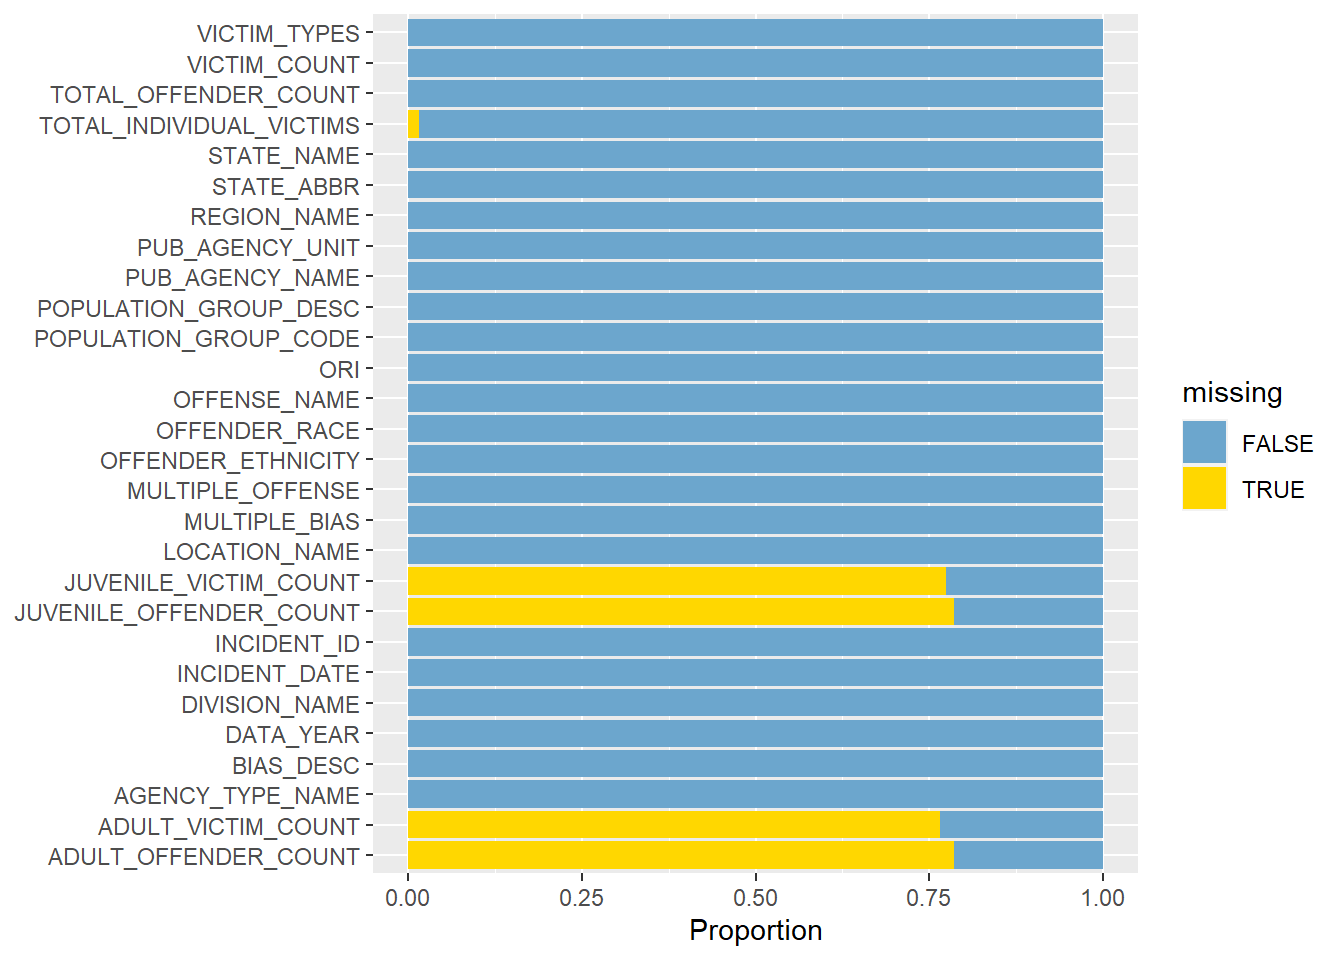 VICTIM_TYPES
VICTIM_COUNT
TOTAL_OFFENDER_COUNT
TOTAL_INDIVIDUAL_VICTIMS
STATE_NAME
STATE_ABBR
REGION_NAME
PUB_AGENCY_UNIT
PUB_AGENCY_NAME
POPULATION_GROUP_DESC
POPULATION_GROUP_CODE
ORI
OFFENSE_NAME
OFFENDER_RACE
OFFENDER_ETHNICITY
MULTIPLE_OFFENSE
MULTIPLE_BIAS
LOCATION_NAME
JUVENILE_VICTIM_COUNT
JUVENILE_OFFENDER_COUNT
INCIDENT_ID
INCIDENT_DATE
DIVISION_NAME
DATA_YEAR
BIAS_DESC
AGENCY_TYPE_NAME
ADULT_VICTIM_COUNT
ADULT_OFFENDER_COUNT
0.00 0.25 0.50 0.75 1.00
Proportion
missing
FALSE
TRUE